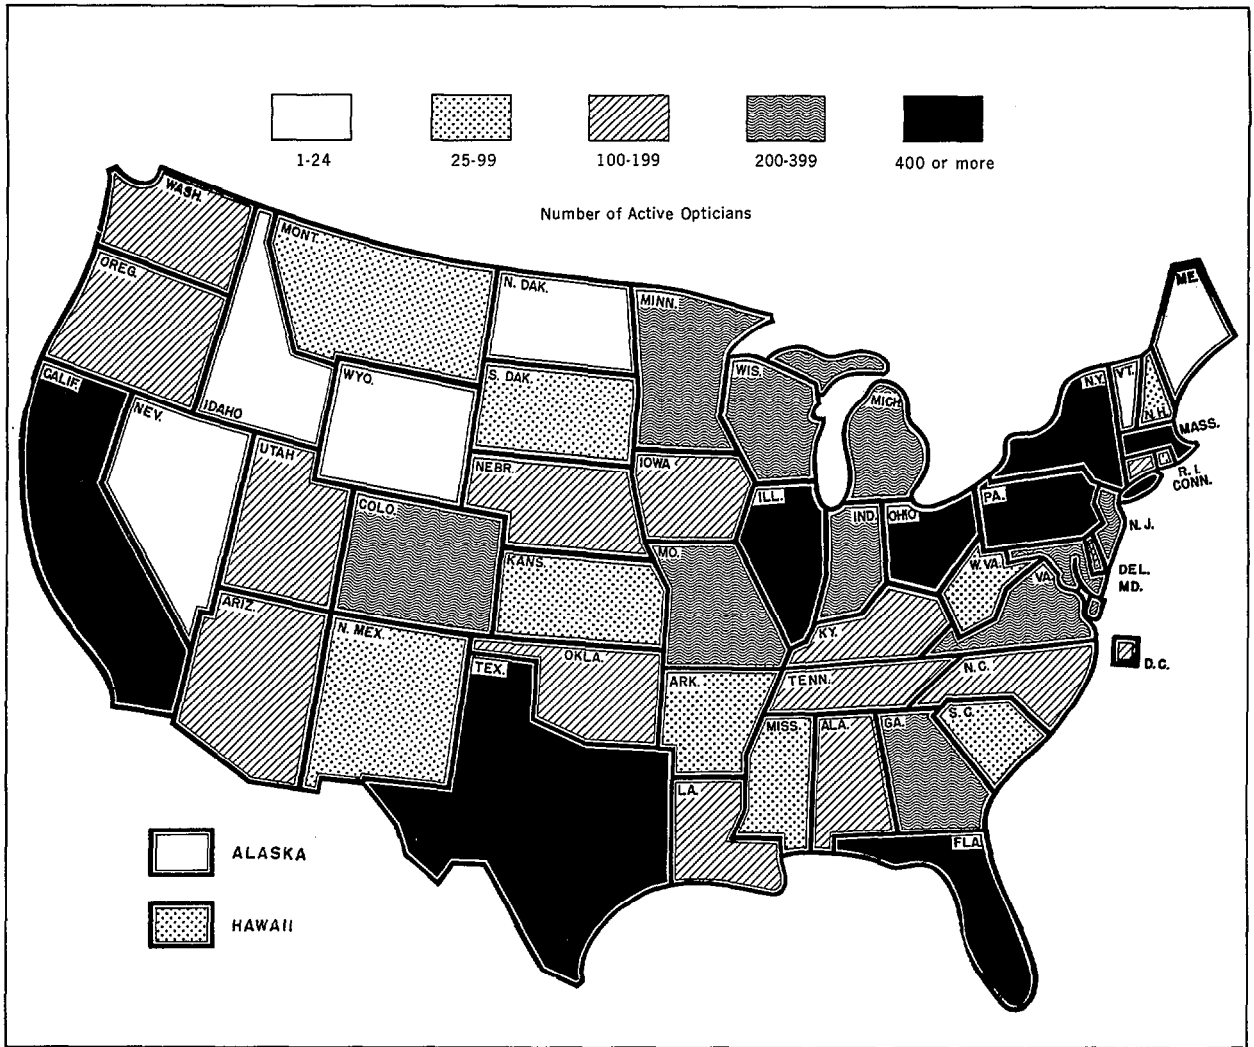 1-24 25-99 100-199 200-399 400 or more
Number of Active Opticians
WASH.
MONT.
OREG.
N. DAK.
MINN.
ME.
CALIF.
NEV.
IDAHO
WYO.
S. DAK.
WIS.
MICH.
N.Y.
VT.
N.H.
MASS.
R. I.
CONN.
UTAH
COLO.
NEBR.
IOWA
ILL.
IND.
OHIO
PA.
N. J.
DEL.
MD.
KANS.
MO.
W. VA.
VA.
ARIZ.
N. MEX.
OKLA.
KY.
TENN.
N.C.
D.C.
TEX.
ARK.
MISS.
ALA.
GA.
S. C.
LA.
FLA.
ALASKA
HAWAII